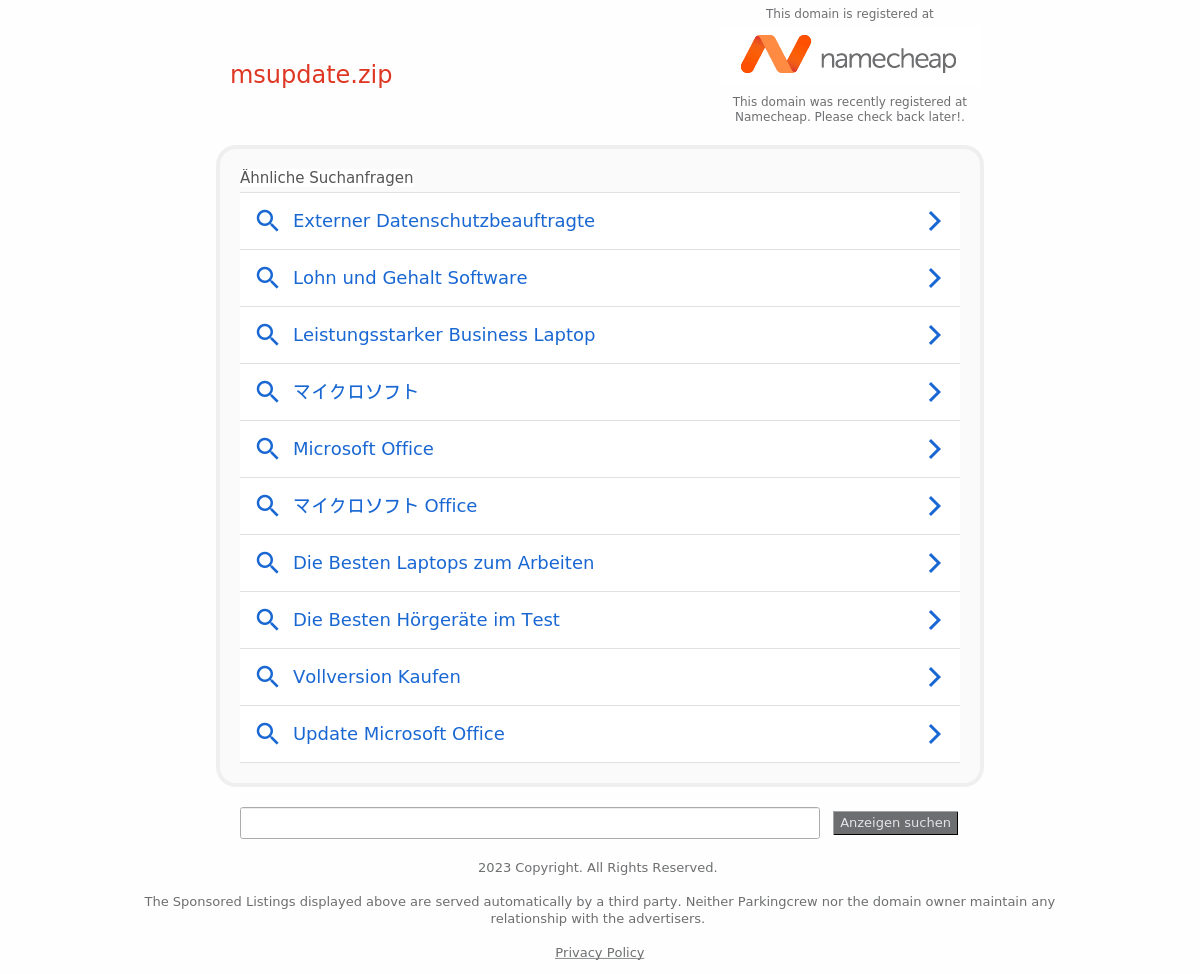 This domain is registered at
namecheap
msupdate.zip
This domain was recently registered at
Namecheap. Please check back later!.
Ähnliche Suchanfragen
Externer Datenschutzbeauftragte
Lohn und Gehalt Software
Leistungsstarker Business Laptop
マイクロソフト
Microsoft Office
マイクロソフト Office
Die Besten Laptops zum Arbeiten
Die Besten Hörgeräte im Test
Vollversion Kaufen
Update Microsoft Office
Anzeigen suchen
2023 Copyright. All Rights Reserved.
The Sponsored Listings displayed above are served automatically by a third party. Neither Parkingcrew nor the domain owner maintain any
relationship with the advertisers.
Privacy Policy